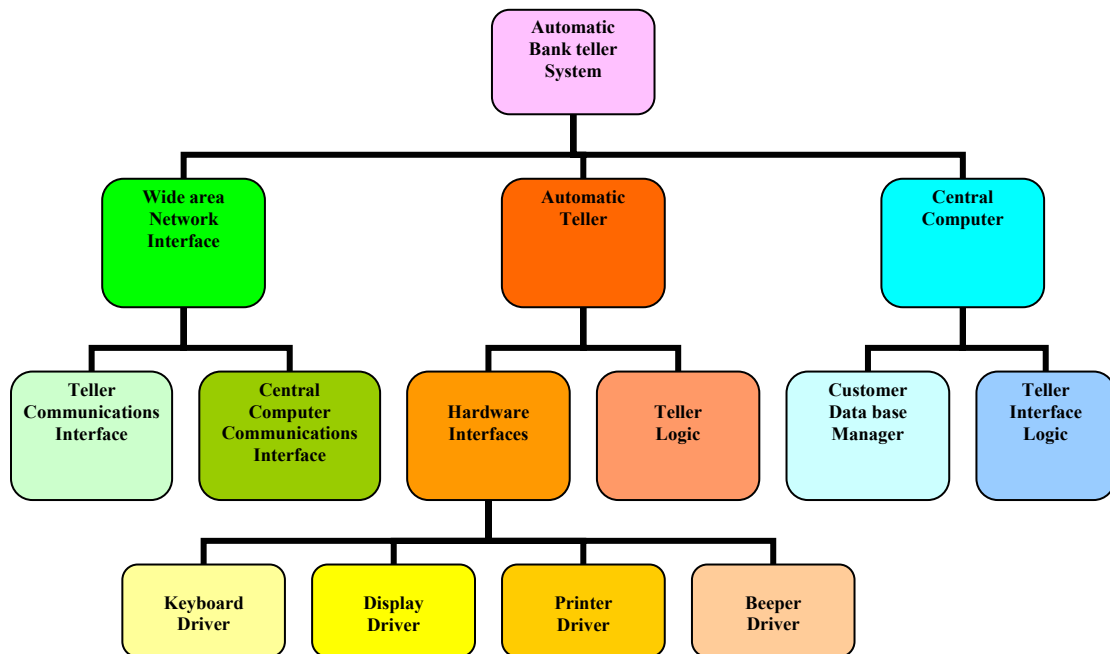 Automatic
Bank teller
System
Wide area
Network
Interface
Automatic
Teller
Central
Computer
Teller
Communications
Interface
Central
Computer
Communications
Interface
Hardware
Interfaces
Teller
Logic
Customer
Data base
Manager
Teller
Interface
Logic
Keyboard
Driver
Display
Driver
Printer
Driver
Beeper
Driver